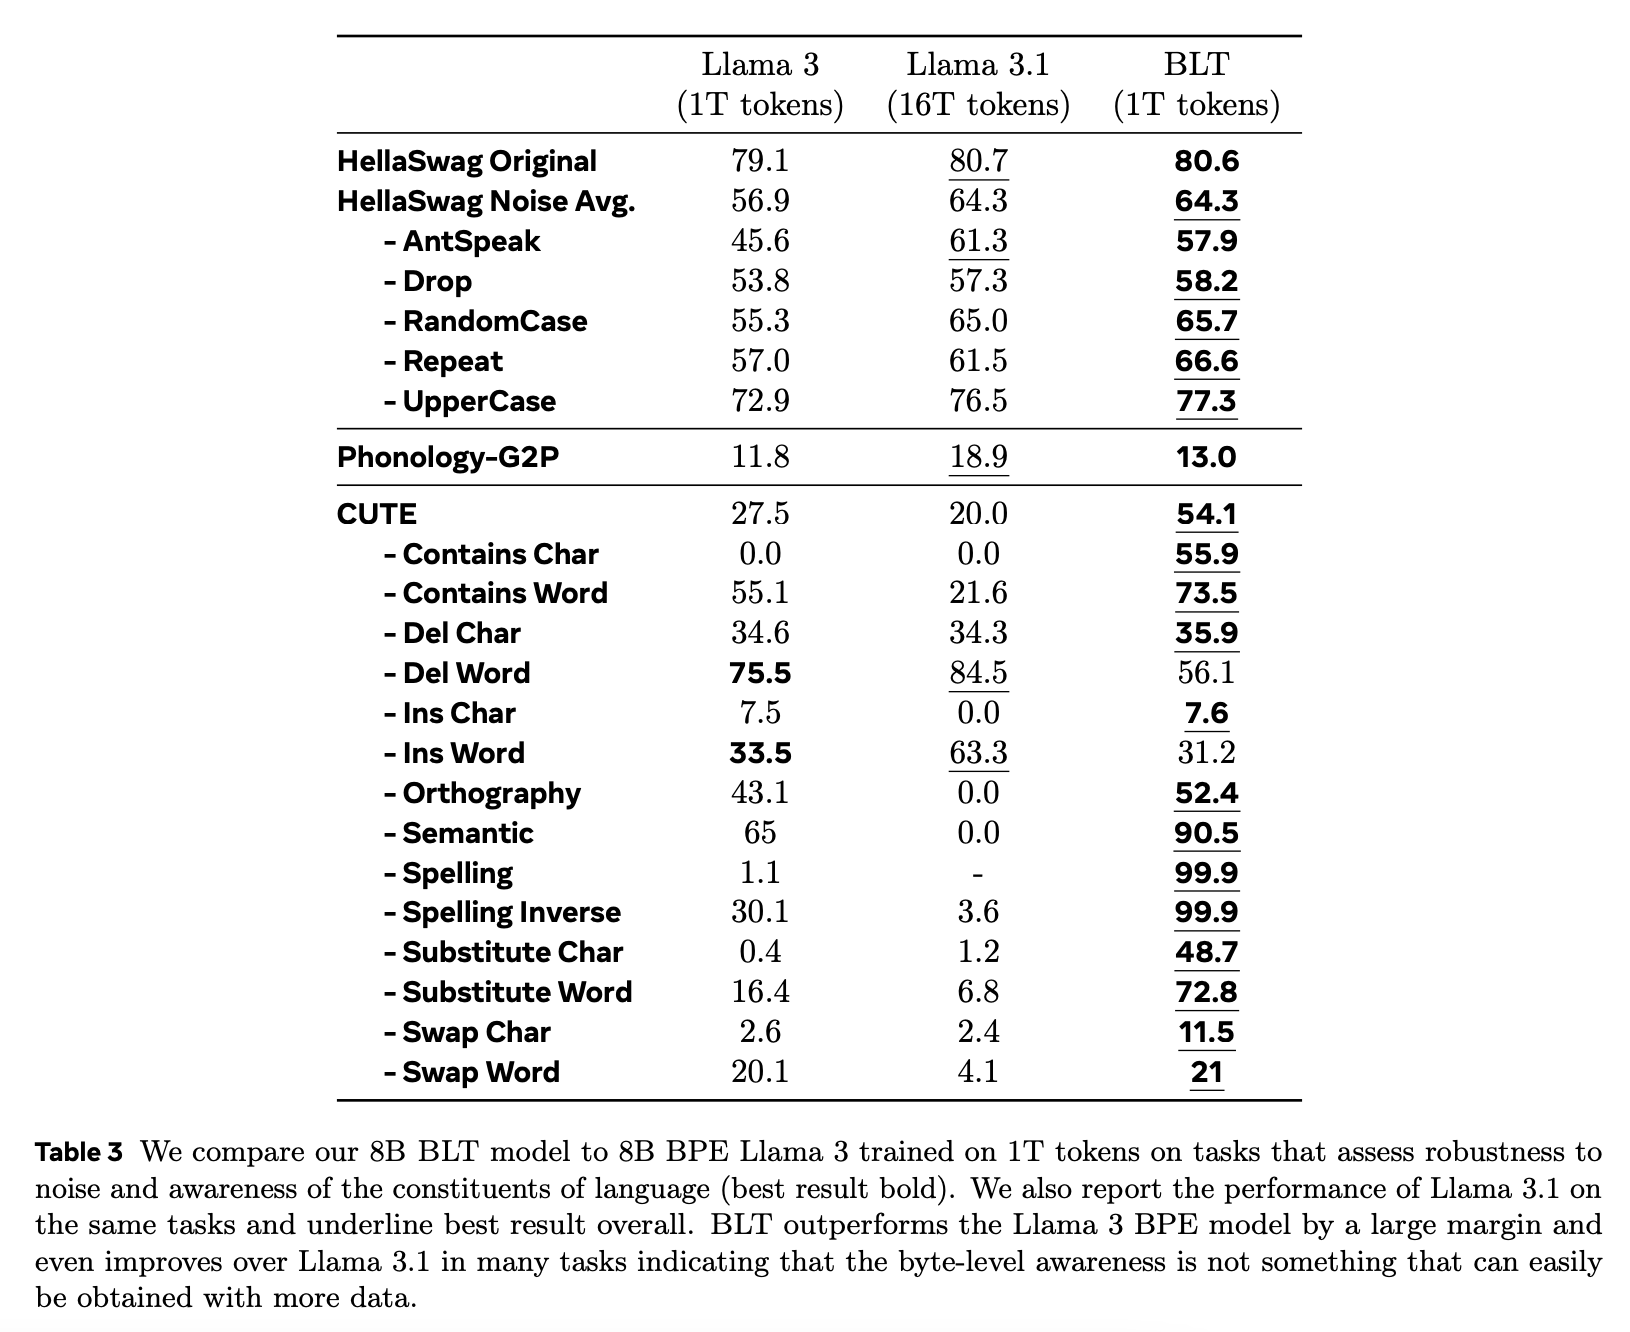 Llama 3 Llama 3.1 BLT
(1T tokens) (16T tokens) (1T tokens)
HellaSwag Original 79.1 80.7 80.6
HellaSwag Noise Avg. 56.9 64.3 64.3
- AntSpeak 45.6 61.3 57.9
- Drop 53.8 57.3 58.2
- RandomCase 55.3 65.0 65.7
- Repeat 57.0 61.5 66.6
- UpperCase 72.9 76.5 77.3
Phonology-G2P 11.8 18.9 13.0
CUTE 27.5 20.0 54.1
- Contains Char 0.0 0.0 55.9
- Contains Word 55.1 21.6 73.5
- Del Char 34.6 34.3 35.9
- Del Word 75.5 84.5 56.1
- Ins Char 7.5 0.0 7.6
- Ins Word 33.5 63.3 31.2
- Orthography 43.1 0.0 52.4
- Semantic 65 0.0 90.5
- Spelling 1.1 - 99.9
- Spelling Inverse 30.1 3.6 99.9
- Substitute Char 0.4 1.2 48.7
- Substitute Word 16.4 6.8 72.8
- Swap Char 2.6 2.4 11.5
- Swap Word 20.1 4.1 21
Table 3 We compare our 8B BLT model to 8B BPE Llama 3 trained on 1T tokens on tasks that assess robustness to
noise and awareness of the constituents of language (best result bold). We also report the performance of Llama 3.1 on
the same tasks and underline best result overall. BLT outperforms the Llama 3 BPE model by a large margin and
even improves over Llama 3.1 in many tasks indicating that the byte-level awareness is not something that can easily
be obtained with more data.